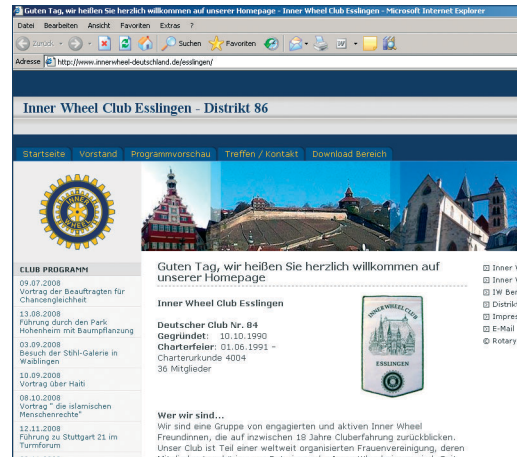 Guten Tag, wir heißen Sie herzlich willkommen auf unserer Homepage - Inner Wheel Club Esslingen - Microsoft Internet Explorer
Datei Bearbeiten Ansicht Favoriten Extras ?
Zurück Suchen Favoriten
Adresse http://www.innerwheel-deutschland.de/esslingen/
Inner Wheel Club Esslingen - Distrikt 86
Startseite Vorstand Programmvorschau Treffen / Kontakt Download Bereich
INNER
WHEEL
CLUB PROGRAMM
09.07.2008
Vortrag der Beauftragten für
Chancengleichheit
13.08.2008
Führung durch den Park
Hohenheim mit Baumpflanzung
03.09.2008
Besuch der Stihl-Galerie in
Waiblingen
10.09.2008
Vortrag über Haiti
08.10.2008
Vortrag " die islamischen
Menschenrechte"
12.11.2008
Führung zu Stuttgart 21 im
Turmforum
Guten Tag, wir heißen Sie herzlich willkommen auf
unserer Homepage
Inner Wheel Club Esslingen
Deutscher Club Nr. 84
Gegründet: 10.10.1990
Charterfeier: 01.06.1991 -
Charterurkunde 4004
36 Mitglieder
INNER WHEEL CLUB
ESSLINGEN
Wer wir sind...
Wir sind eine Gruppe von engagierten und aktiven Inner Wheel
Freundinnen, die auf inzwischen 18 Jahre Cluberfahrung zurückblicken.
Unser Club ist Teil einer weltweit organisierten Frauenvereinigung, deren
Inner
Inner
IW Ber
Distrikt
Impres
E-Mail
© Rotary